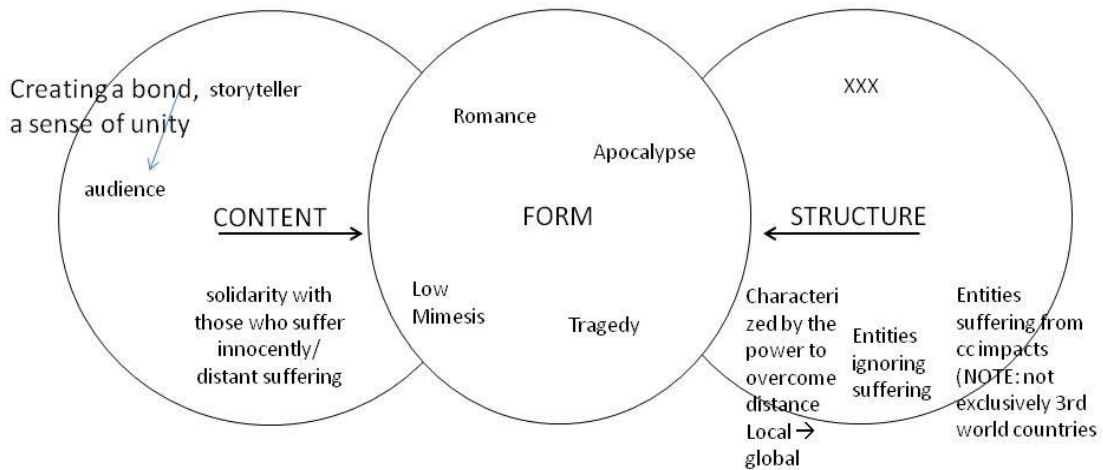 Creating a bond,
a sense of unity
storyteller
audience
CONTENT
solidarity with
those who suffer
innocently/
distant suffering
Romance
Apocalypse
FORM
Low
Mimesis
Tragedy
XXX
STRUCTURE
Characteri
zed by the
power to
overcome
distance
Local →
global
Entities
ignoring
suffering
Entities
suffering from
cc impacts
(NOTE: not
exclusively 3rd
world countries